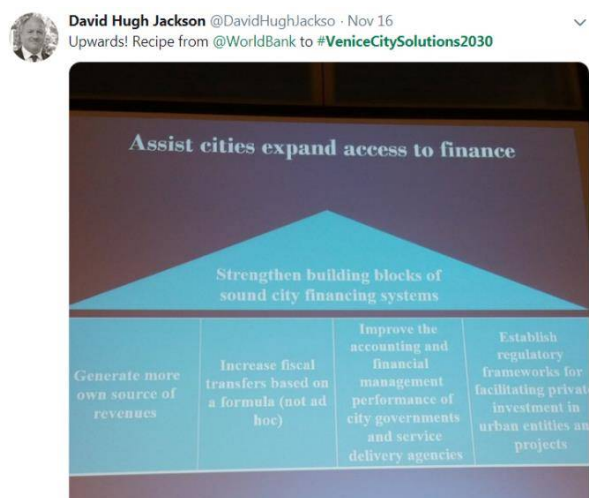 David Hugh Jackson @DavidHughJackso · Nov 16
Upwards! Recipe from @WorldBank to #VeniceCitySolutions2030
Assist cities expand access to finance
Strengthen building blocks of
sound city financing systems
Generate more
own source of
revenues
Increase fiscal
transfers based on
a formula (not ad
hoc)
Improve the
accounting and
financial
management
performance of
city governments
and service
delivery agencies
Establish
regulatory
frameworks for
facilitating privat
investment in
urban entities an
projects